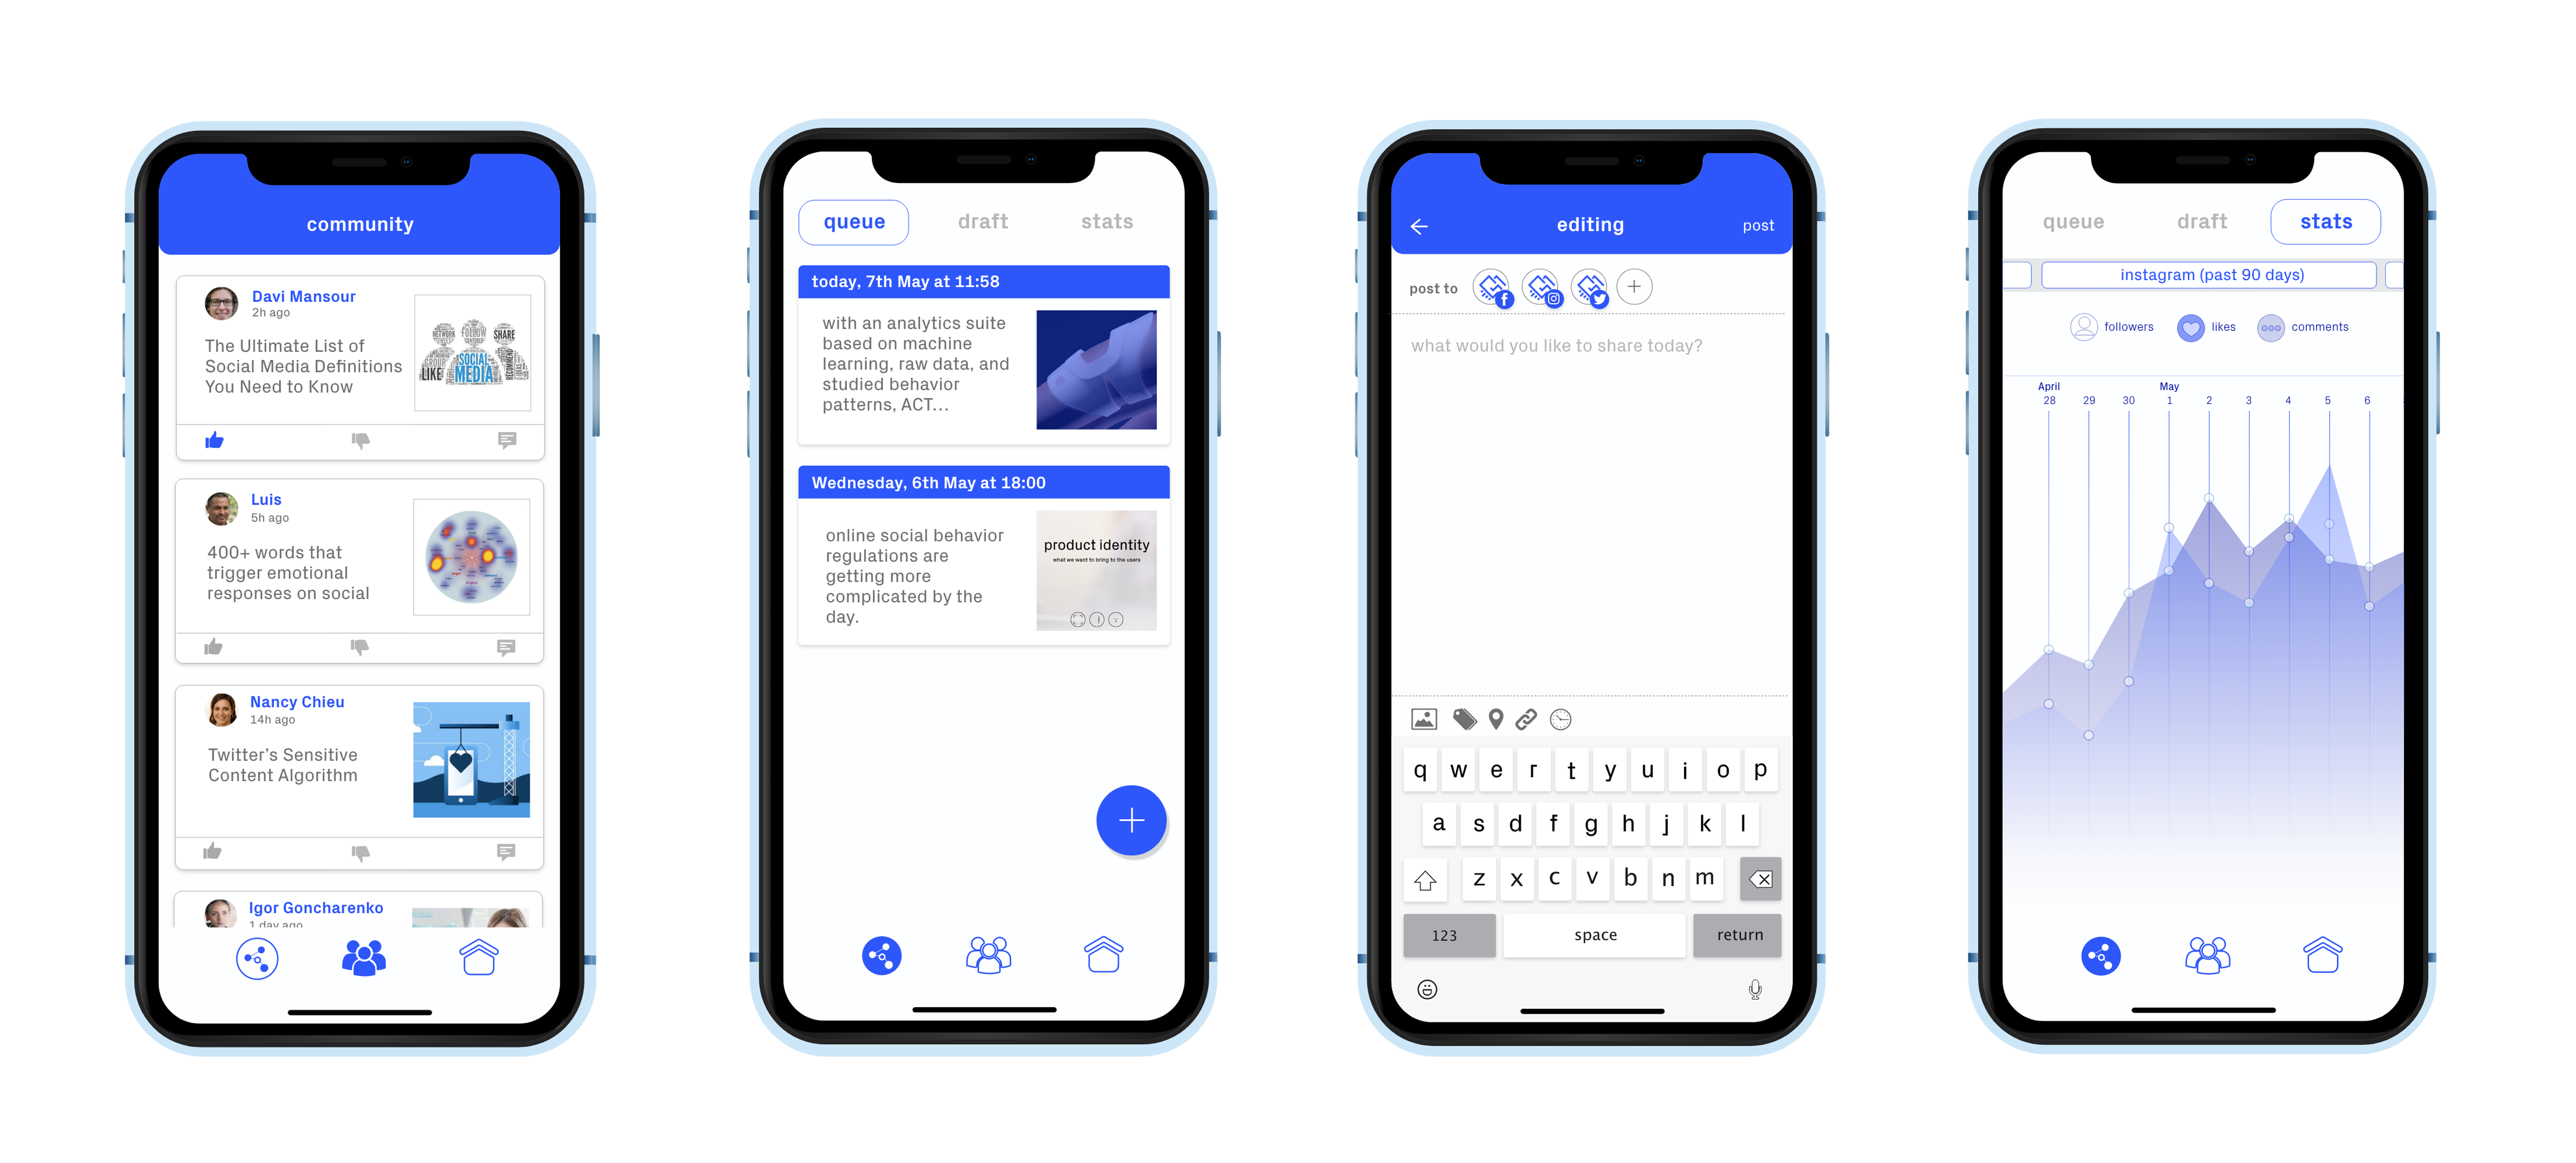 community
Davi Mansour
2h ago
The Ultimate List of
Social Media Definitions
You Need to Know
NETWORK
FOLLOW
SHARE
GROUP
LIKE
SOCIAL
MEDIA
RECOMMEND
Luis
5h ago
400+ words that
trigger emotional
responses on social
Nancy Chieu
14h ago
Twitter’s Sensitive
Content Algorithm
Igor Goncharenko
1 day ago
queue draft stats
today, 7th May at 11:58
with an analytics suite
based on machine
learning, raw data, and
studied behavior
patterns, ACT...
Wednesday, 6th May at 18:00
online social behavior
regulations are
getting more
complicated by the
day.
product identity
what we want to bring to the users
editing post
post to
what would you like to share today?
q w e r t y u i o p
a s d f g h j k l
z x c v b n m
123 space return
queue draft stats
instagram (past 90 days)
followers likes comments
April May
28 29 30 1 2 3 4 5 6